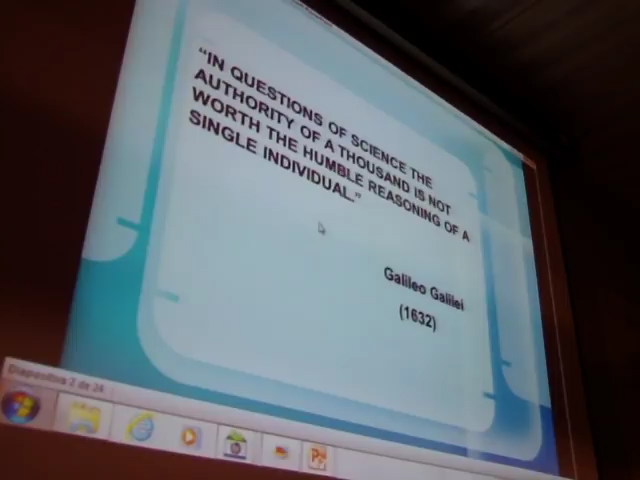 “IN QUESTIONS OF SCIENCE THE
AUTHORITY OF A THOUSAND IS NOT
WORTH THE HUMBLE REASONING OF A
SINGLE INDIVIDUAL.”
Galileo Galilei
(1632)
Diapositiva 2 de 24